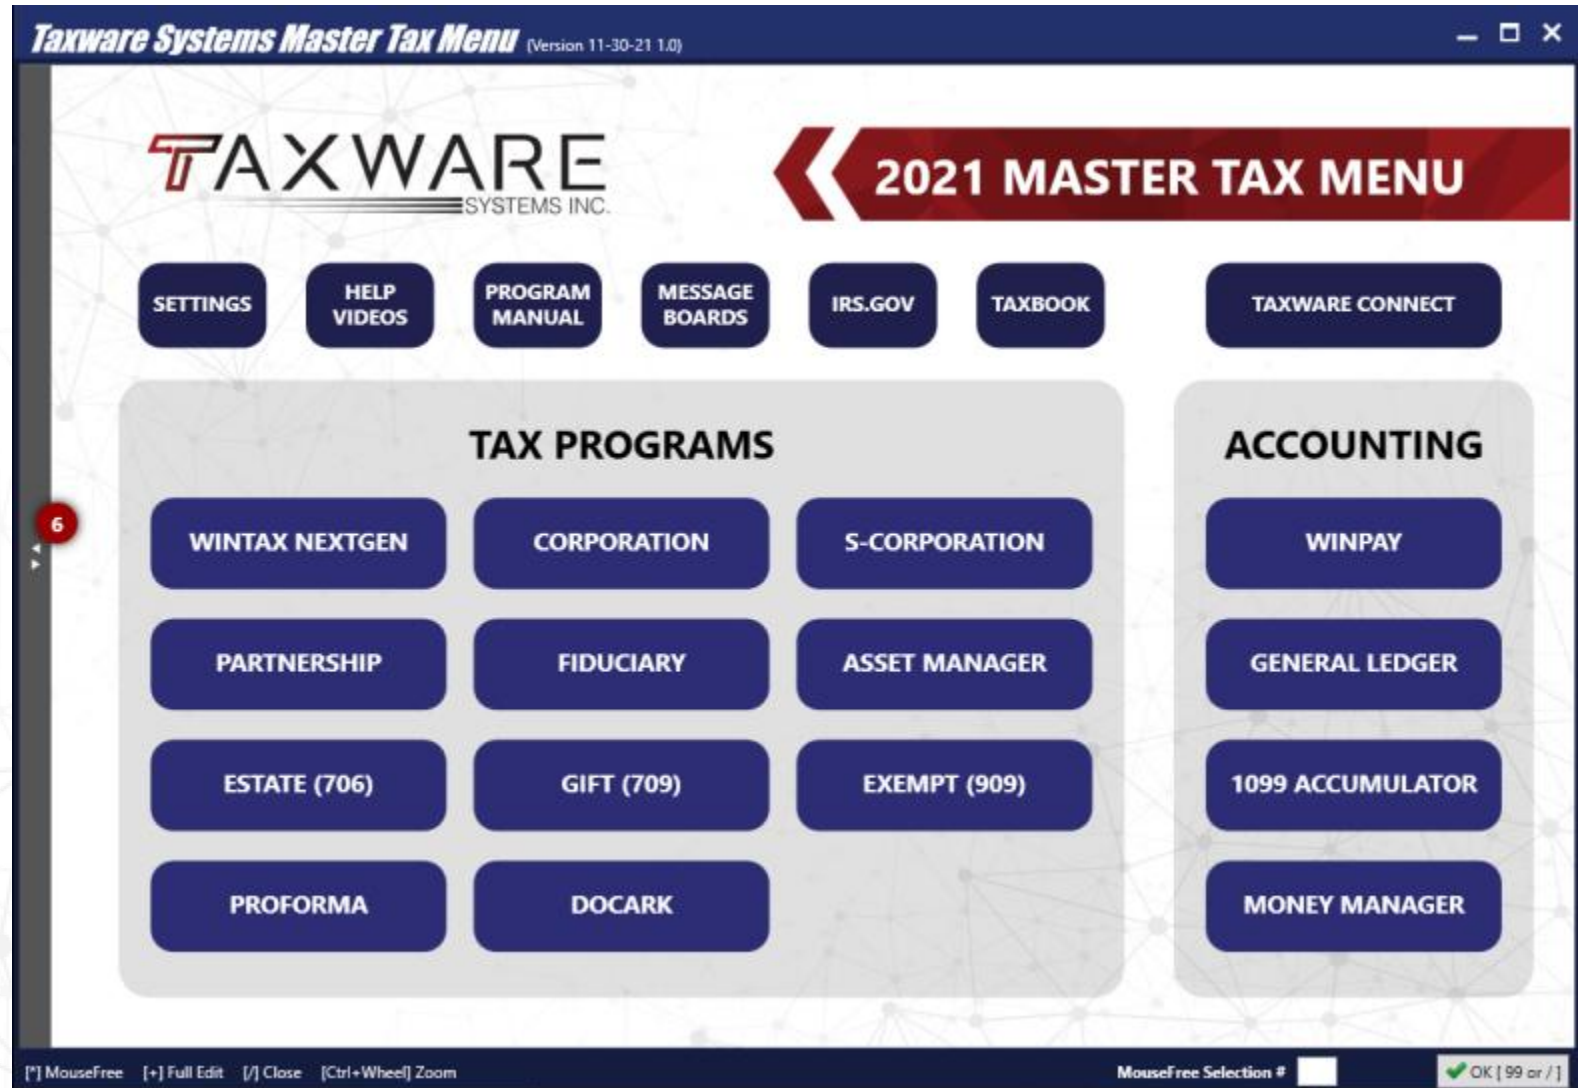 Taxware Systems Master Tax Menu (Version 11-30-21 1.0)
TAXWARE
SYSTEMS INC.
2021 MASTER TAX MENU
SETTINGS
HELP
VIDEOS
PROGRAM
MANUAL
MESSAGE
BOARDS
IRS.GOV
TAXBOOK
TAXWARE CONNECT
TAX PROGRAMS
WINTAX NEXTGEN
CORPORATION
S-CORPORATION
PARTNERSHIP
FIDUCIARY
ASSET MANAGER
ESTATE (706)
GIFT (709)
EXEMPT (909)
PROFORMA
DOCARK
ACCOUNTING
WINPAY
GENERAL LEDGER
1099 ACCUMULATOR
MONEY MANAGER
6
[*] MouseFree [+] Full Edit [/] Close [Ctrl+Wheel] Zoom
MouseFree Selection #
OK [ 99 or / ]